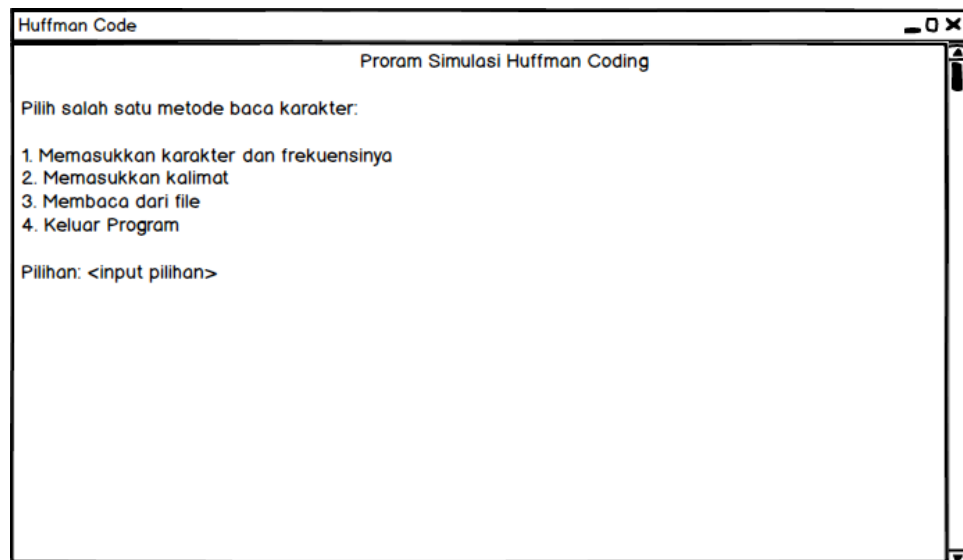 Huffman Code
Proram Simulasi Huffman Coding
Pilih salah satu metode baca karakter:
1. Memasukkan karakter dan frekuensinya
2. Memasukkan kalimat
3. Membaca dari file
4. Keluar Program
Pilihan: <input pilihan>